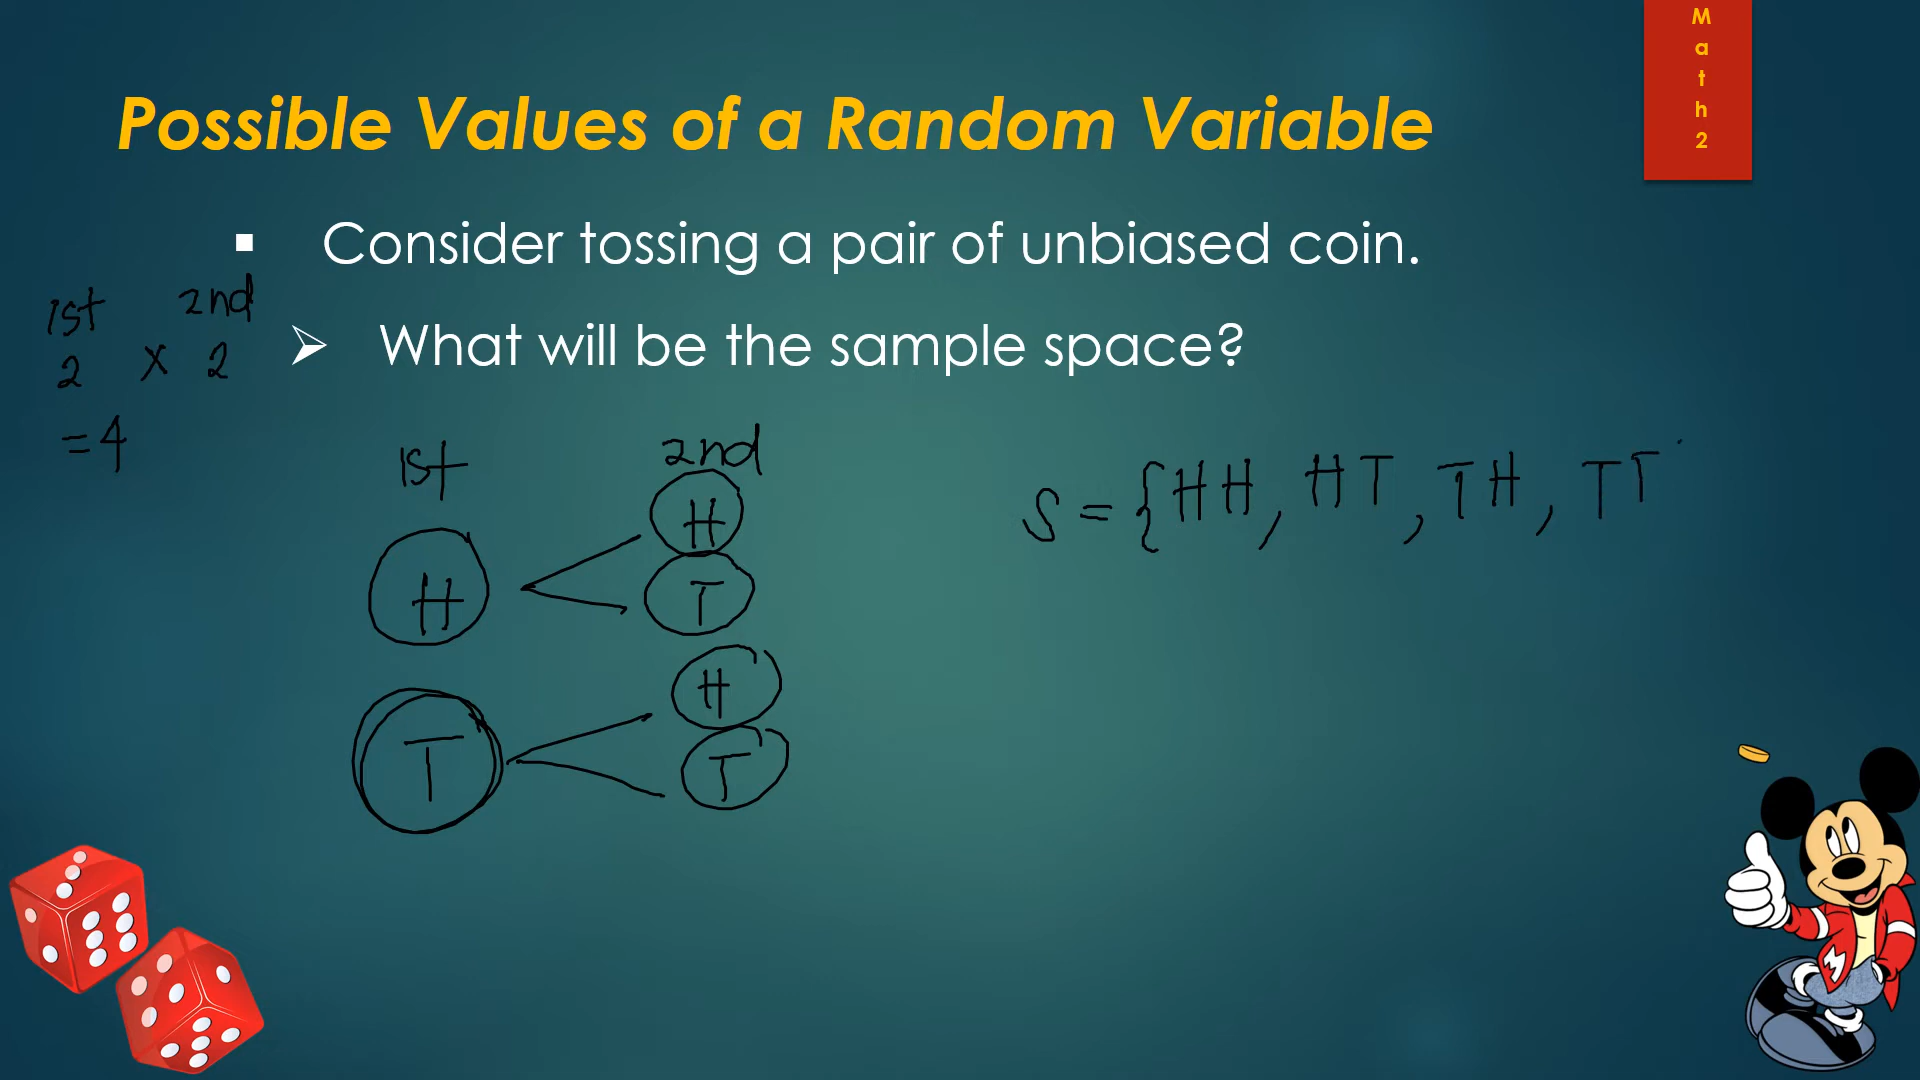 Math2
Possible Values of a Random Variable
Consider tossing a pair of unbiased coin.
What will be the sample space?
1st 2nd
2 X 2
= 4
1st 2nd
H H
T
T H
T
S = {HH, HT, TH, TT